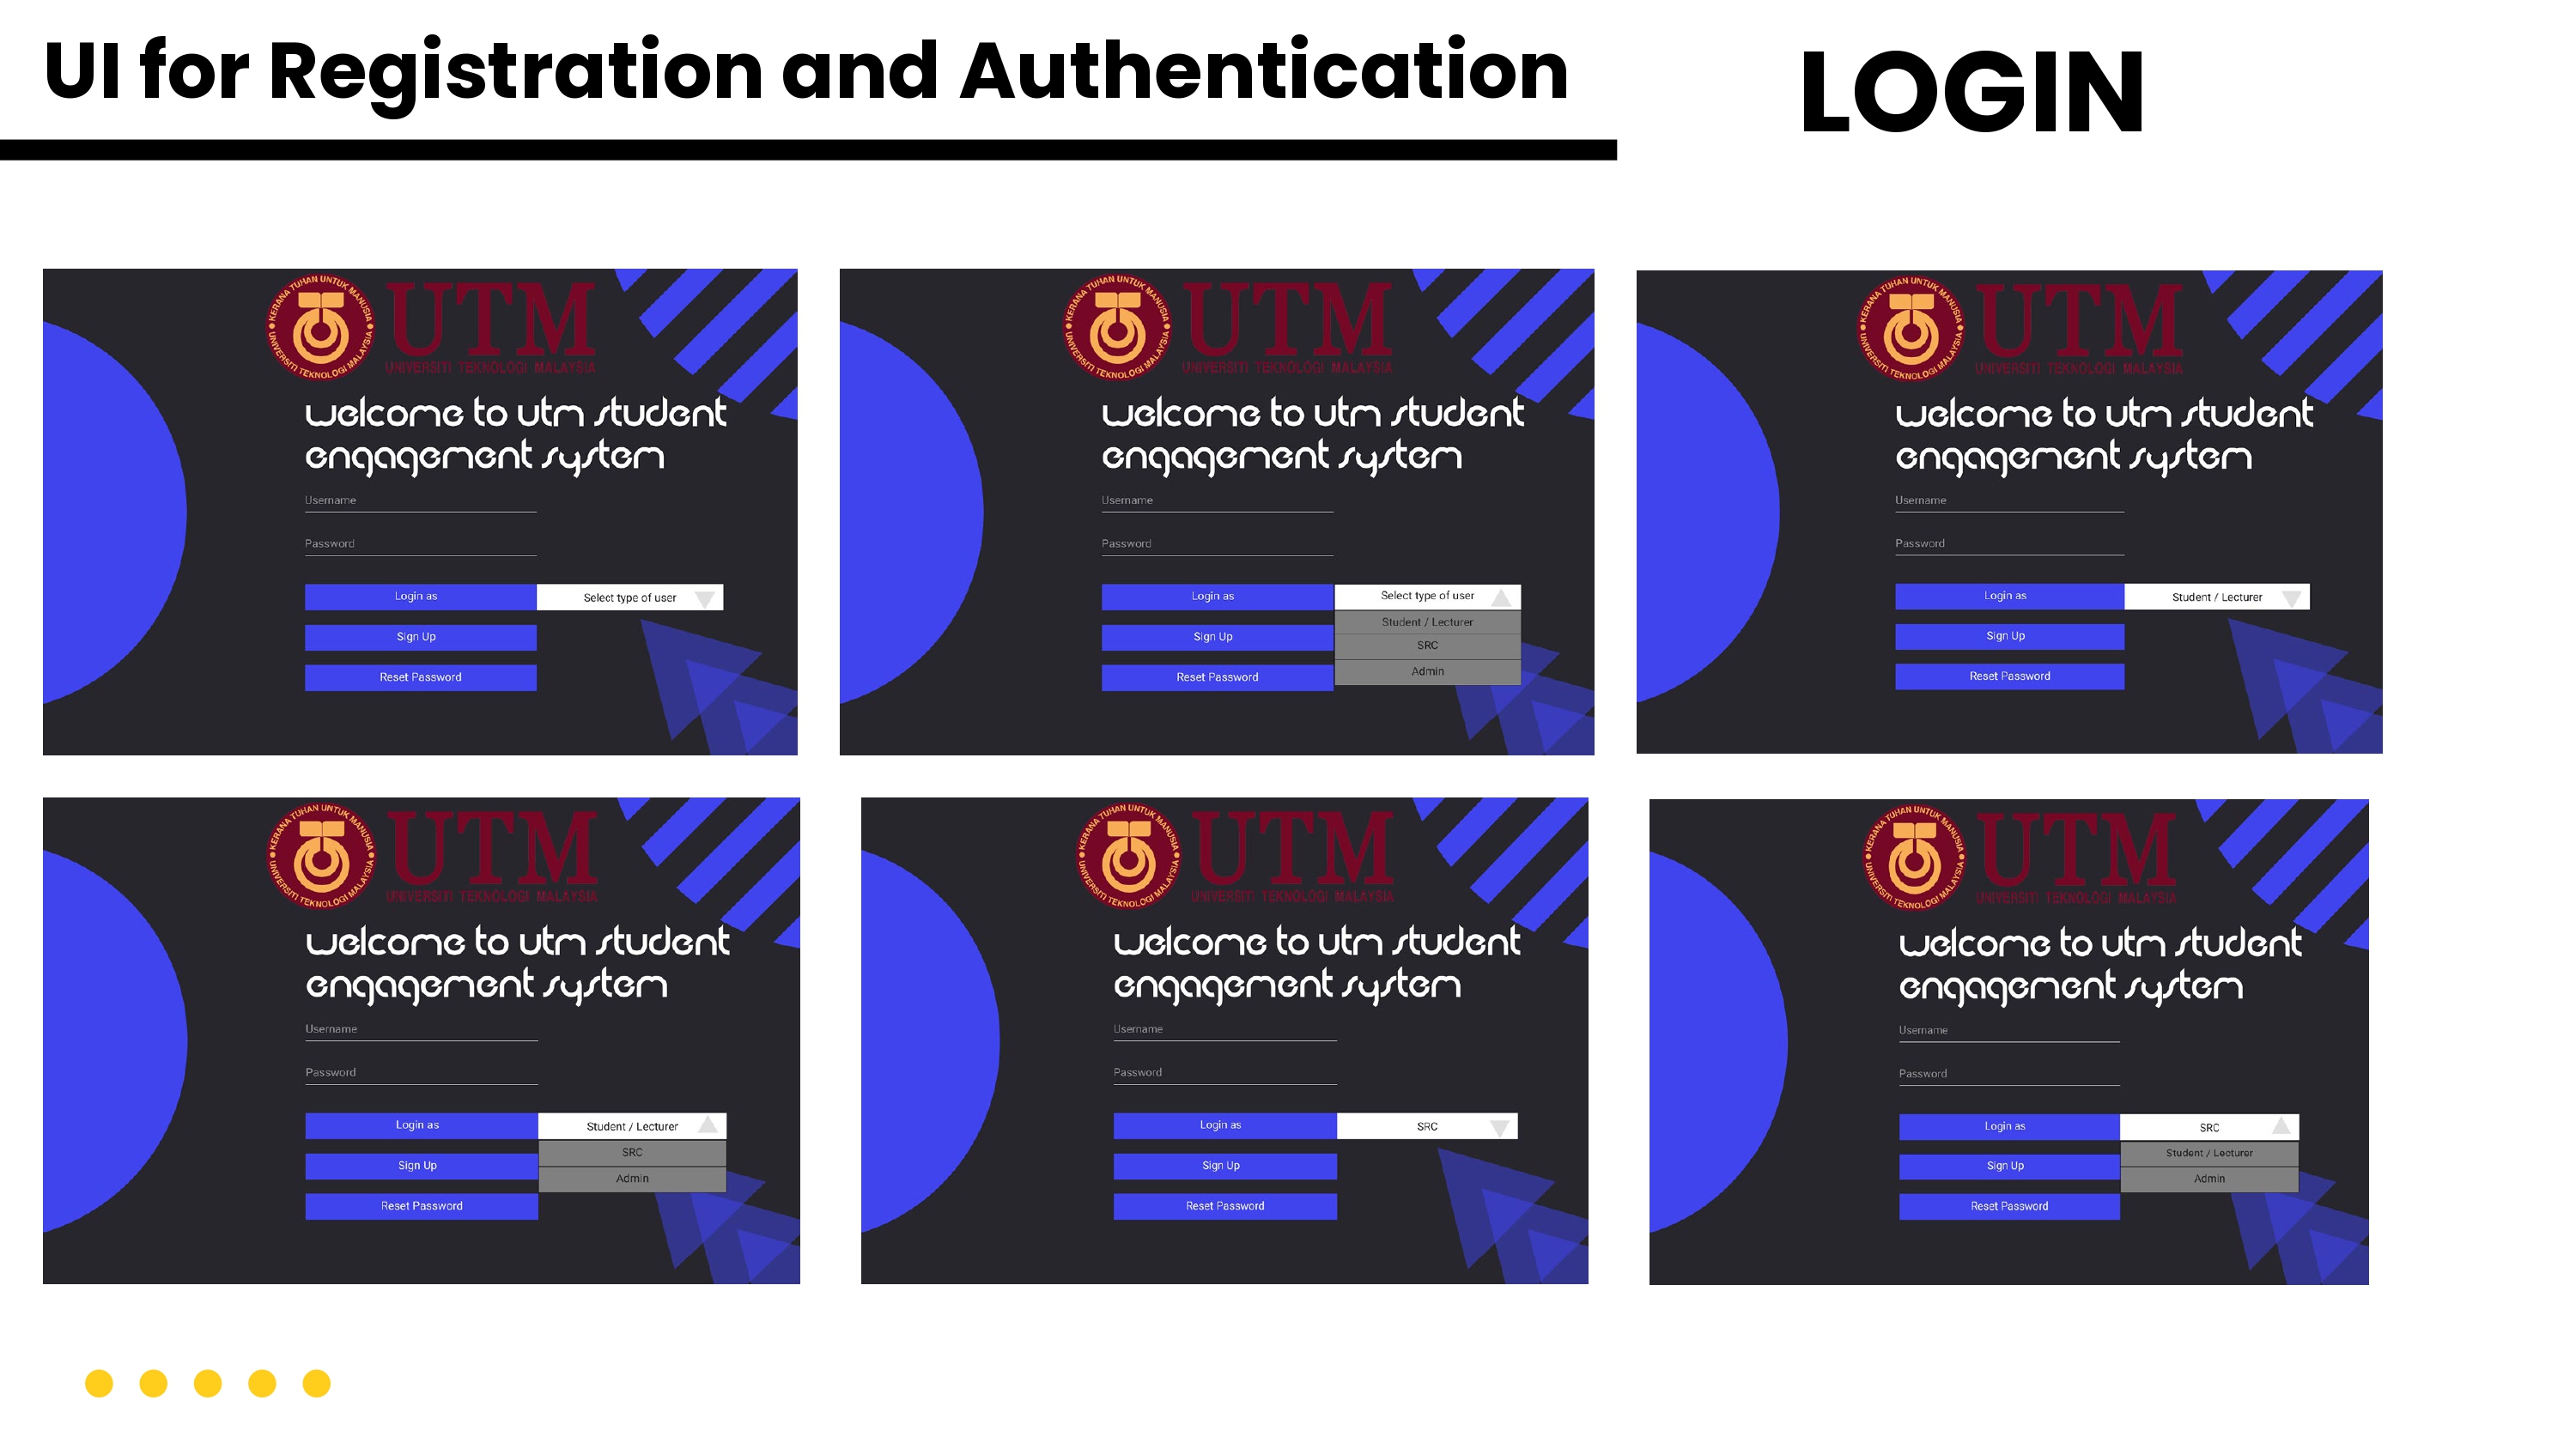 UI for Registration and Authentication
LOGIN
KERANA TUHAN UNTUK MANUSIA
UNIVERSITI TEKNOLOGI MALAYSIA
UTM
UNIVERSITI TEKNOLOGI MALAYSIA
welcome to utm student
engagement system
Username
Password
Login as
Select type of user
Sign Up
Reset Password
KERANA TUHAN UNTUK MANUSIA
UNIVERSITI TEKNOLOGI MALAYSIA
UTM
UNIVERSITI TEKNOLOGI MALAYSIA
welcome to utm student
engagement system
Username
Password
Login as
Select type of user
Student / Lecturer
Sign Up
SRC
Reset Password
Admin
KERANA TUHAN UNTUK MANUSIA
UNIVERSITI TEKNOLOGI MALAYSIA
UTM
UNIVERSITI TEKNOLOGI MALAYSIA
welcome to utm student
engagement system
Username
Password
Login as
Student / Lecturer
Sign Up
Reset Password
KERANA TUHAN UNTUK MANUSIA
UNIVERSITI TEKNOLOGI MALAYSIA
UTM
UNIVERSITI TEKNOLOGI MALAYSIA
welcome to utm student
engagement system
Username
Password
Login as
Student / Lecturer
SRC
Sign Up
Admin
Reset Password
KERANA TUHAN UNTUK MANUSIA
UNIVERSITI TEKNOLOGI MALAYSIA
UTM
UNIVERSITI TEKNOLOGI MALAYSIA
welcome to utm student
engagement system
Username
Password
Login as
SRC
Sign Up
Reset Password
KERANA TUHAN UNTUK MANUSIA
UNIVERSITI TEKNOLOGI MALAYSIA
UTM
UNIVERSITI TEKNOLOGI MALAYSIA
welcome to utm student
engagement system
Username
Password
Login as
SRC
Student / Lecturer
Sign Up
Admin
Reset Password